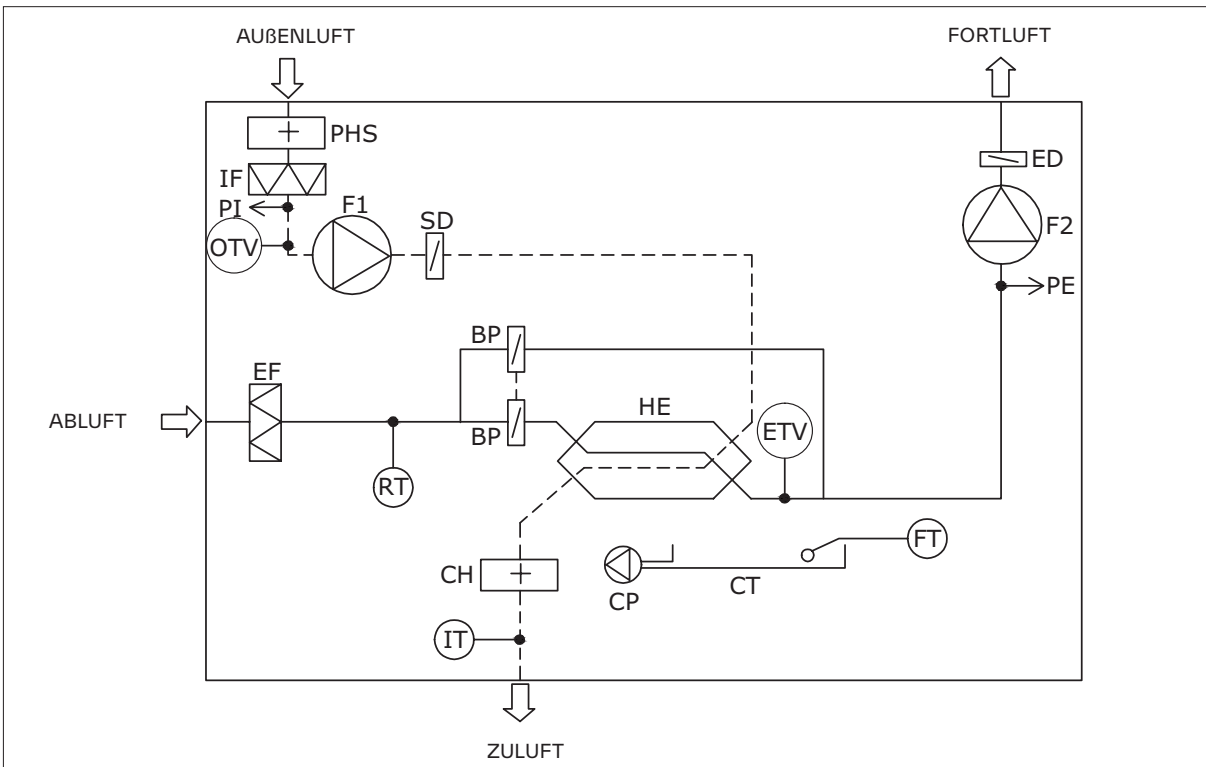 AUßENLUFT
FORTLUFT
PHS
ED
IF
PI
F1
SD
OTV
F2
PE
BP
EF
HE
ABLUFT
BP
ETV
RT
FT
CH
CP
CT
IT
ZULUFT